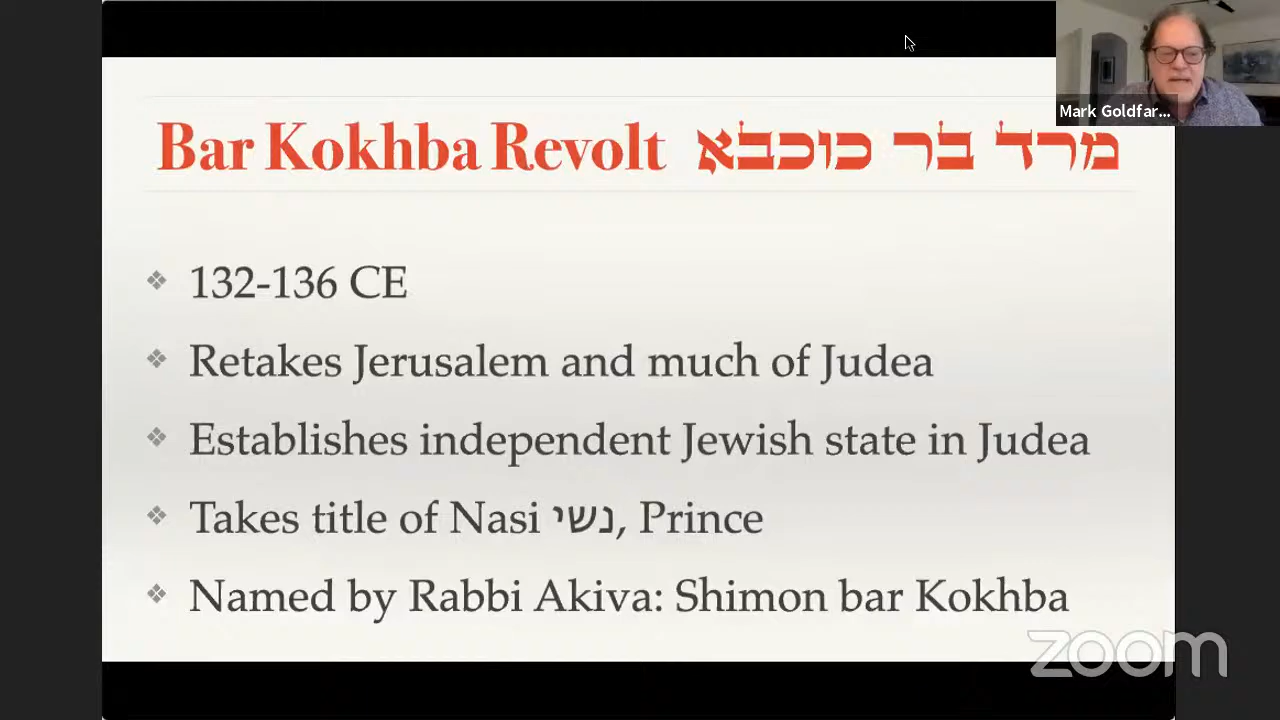 Mark Goldfar...
Bar Kokhba Revolt מרד בר כוכבא
132-136 CE
Retakes Jerusalem and much of Judea
Establishes independent Jewish state in Judea
Takes title of Nasi נשי, Prince
Named by Rabbi Akiva: Shimon bar Kokhba
zoom